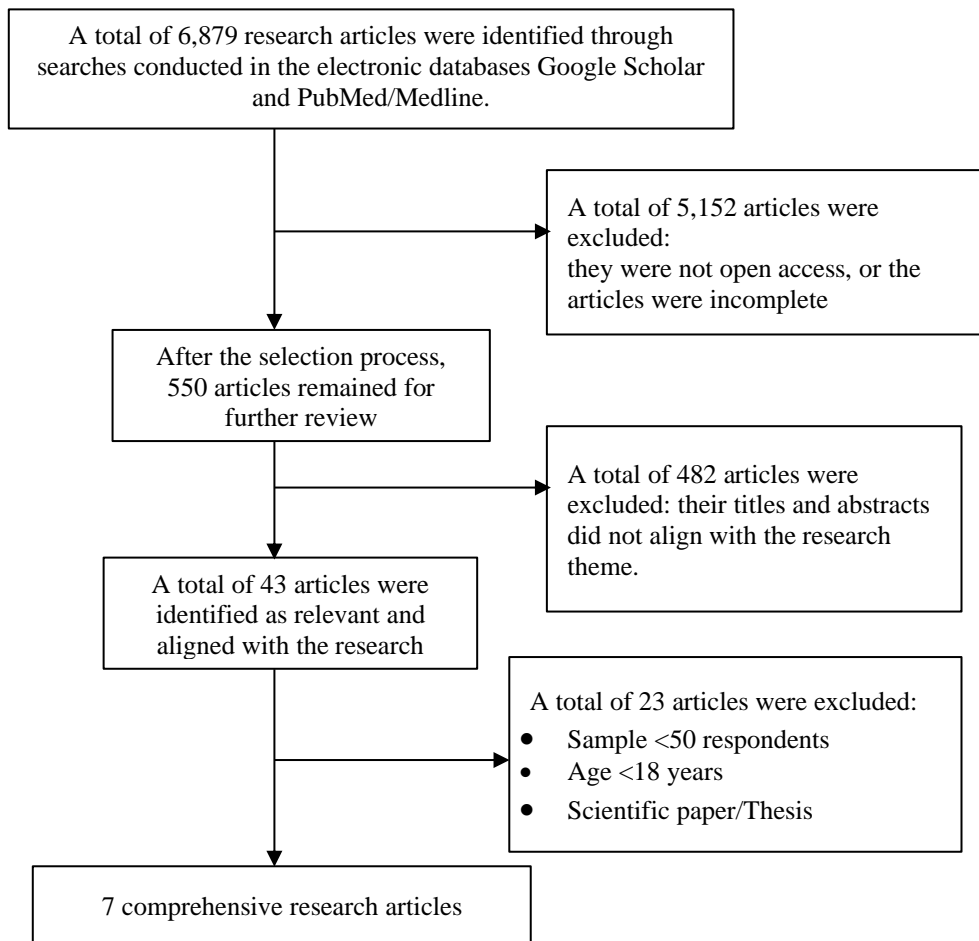 A total of 6,879 research articles were identified through
searches conducted in the electronic databases Google Scholar
and PubMed/Medline.
A total of 5,152 articles were
excluded:
they were not open access, or the
articles were incomplete
After the selection process,
550 articles remained for
further review
A total of 482 articles were
excluded: their titles and abstracts
did not align with the research
theme.
A total of 43 articles were
identified as relevant and
aligned with the research
A total of 23 articles were excluded:
• Sample <50 respondents
• Age <18 years
• Scientific paper/Thesis
7 comprehensive research articles